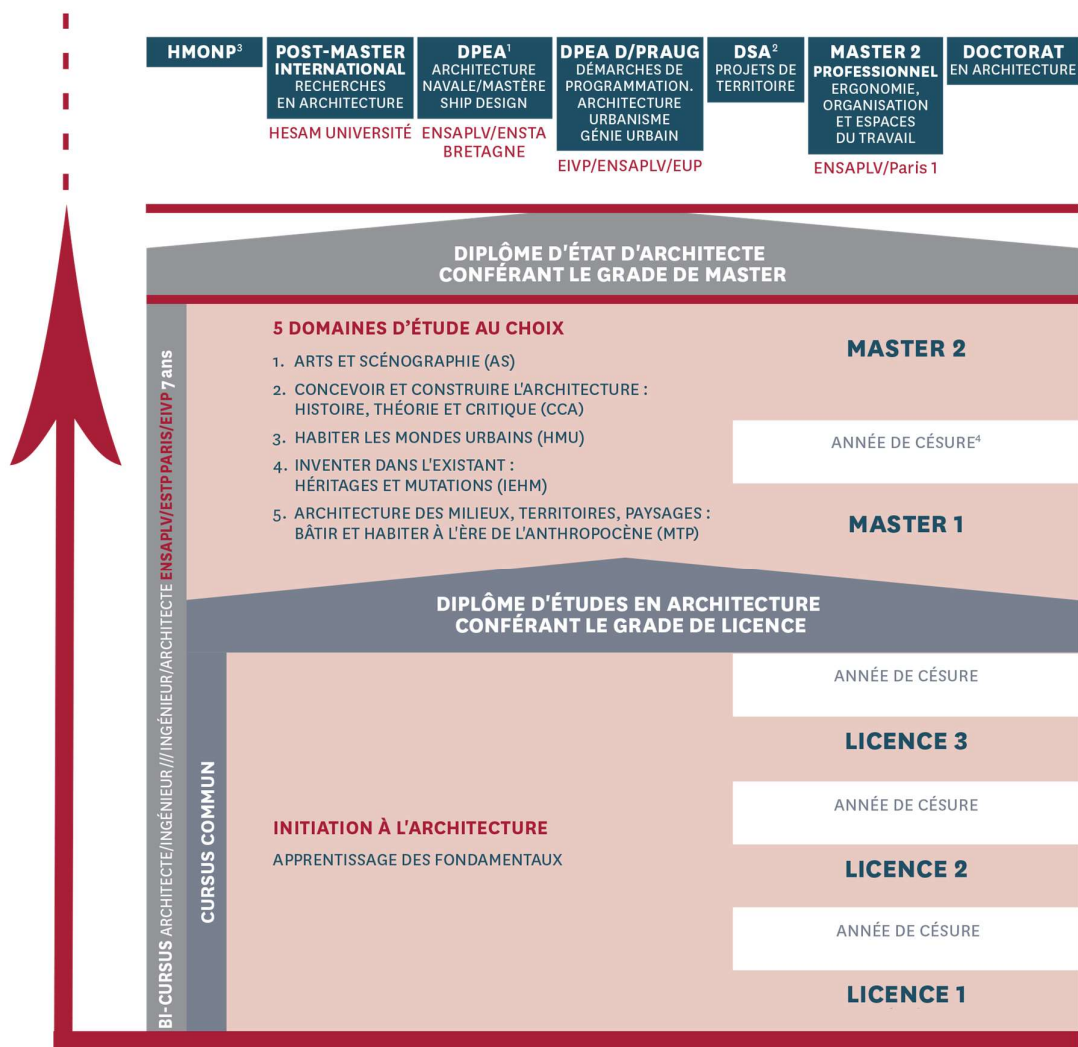 HMONP³
POST-MASTER
INTERNATIONAL
RECHERCHES
EN ARCHITECTURE
HESAM UNIVERSITÉ
DPEA¹
ARCHITECTURE
NAVALE/MASTÈRE
SHIP DESIGN
ENSAPLV/ENSTA
BRETAGNE
DPEA D/PRAUG
DÉMARCHES DE
PROGRAMMATION.
ARCHITECTURE
URBANISME
GÉNIE URBAIN
EIVP/ENSAPLV/EUP
DSA²
PROJETS DE
TERRITOIRE
MASTER 2
PROFESSIONNEL
ERGONOMIE,
ORGANISATION
ET ESPACES
DU TRAVAIL
ENSAPLV/Paris 1
DOCTORAT
EN ARCHITECTURE
DIPLÔME D'ÉTAT D'ARCHITECTE
CONFÉRANT LE GRADE DE MASTER
BI-CURSUS ARCHITECTE/INGÉNIEUR///INGÉNIEUR/ARCHITECTE ENSAPLV/ESTPPARIS/EIVP 7 ans
5 DOMAINES D'ÉTUDE AU CHOIX
1. ARTS ET SCÉNOGRAPHIE (AS)
2. CONCEVOIR ET CONSTRUIRE L'ARCHITECTURE :
HISTOIRE, THÉORIE ET CRITIQUE (CCA)
3. HABITER LES MONDES URBAINS (HMU)
4. INVENTER DANS L'EXISTANT :
HÉRITAGES ET MUTATIONS (IEHM)
5. ARCHITECTURE DES MILIEUX, TERRITOIRES, PAYSAGES :
BÂTIR ET HABITER À L'ÈRE DE L'ANTHROPOCÈNE (MTP)
MASTER 2
ANNÉE DE CÉSURE⁴
MASTER 1
DIPLÔME D'ÉTUDES EN ARCHITECTURE
CONFÉRANT LE GRADE DE LICENCE
CURSUS COMMUN
INITIATION À L'ARCHITECTURE
APPRENTISSAGE DES FONDAMENTAUX
ANNÉE DE CÉSURE
LICENCE 3
ANNÉE DE CÉSURE
LICENCE 2
ANNÉE DE CÉSURE
LICENCE 1